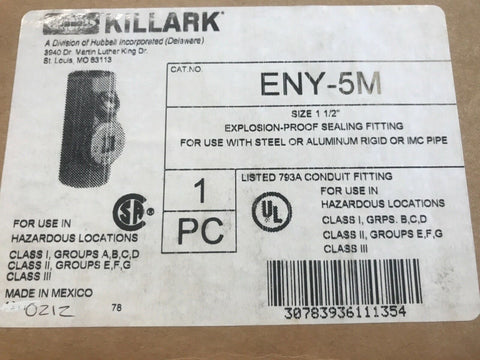 KILLARK
A Division of Hubbell Incorporated (Delaware)
3940 Dr. Martin Luther King Dr.
St. Louis, MO 63113
CAT.NO.
ENY-5M
SIZE 1 1/2"
EXPLOSION-PROOF SEALING FITTING
FOR USE WITH STEEL OR ALUMINUM RIGID OR IMC PIPE
1
PC
LISTED 793A CONDUIT FITTING
UL
FOR USE IN
HAZARDOUS LOCATIONS
CLASS I, GRPS. B,C,D
CLASS II, GROUPS E,F,G
CLASS III
SA
FOR USE IN
HAZARDOUS LOCATIONS
CLASS I, GROUPS A,B,C,D
CLASS II, GROUPS E,F,G
CLASS III
MADE IN MEXICO
0212
78
30783936111354